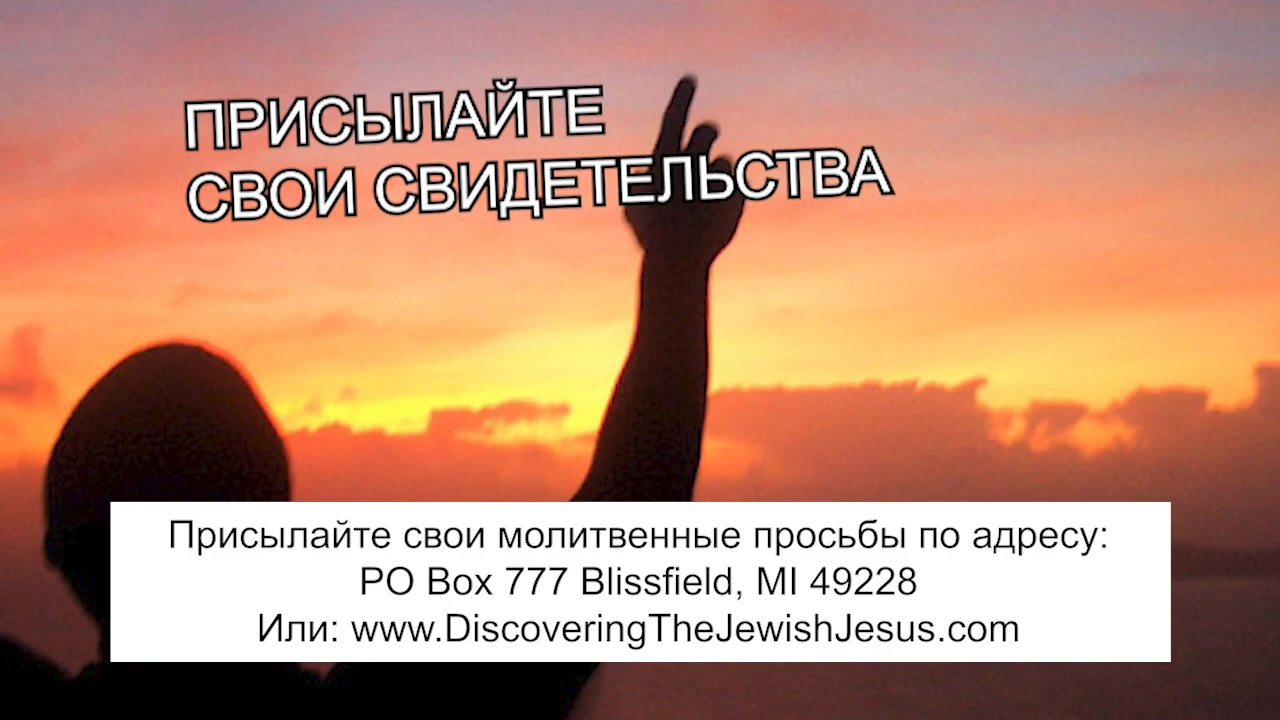 ПРИСЫЛАЙТЕ
СВОИ СВИДЕТЕЛЬСТВА
Присылайте свои молитвенные просьбы по адресу:
PO Box 777 Blissfield, MI 49228
Или: www.DiscoveringTheJewishJesus.com